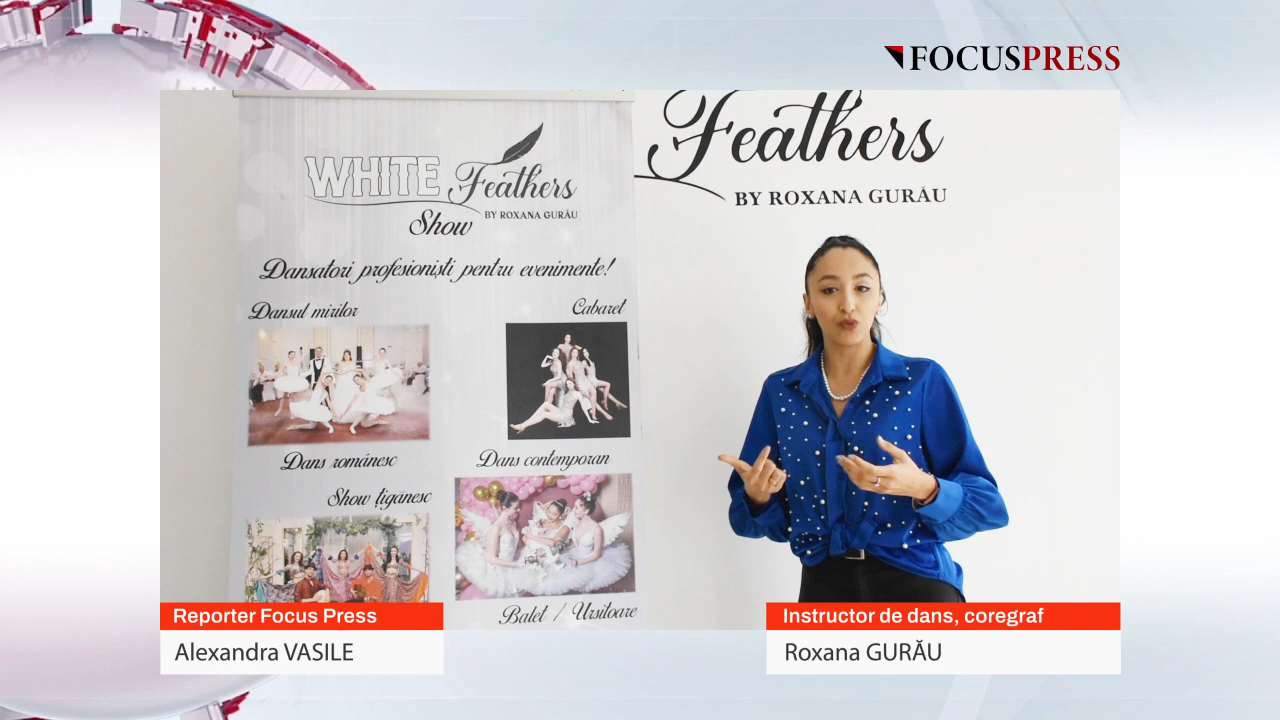 FOCUSPRESS
Feathers
BY ROXANA GURĂU
WHITE Feathers
BY ROXANA GURĂU
Show
Dansatori profesioniști pentru evenimente!
Dansul mirilor
Cabaret
Dans românesc
Dans contemporan
Show țigănesc
Balet / Ursitoare
Reporter Focus Press
Alexandra VASILE
Instructor de dans, coregraf
Roxana GURĂU